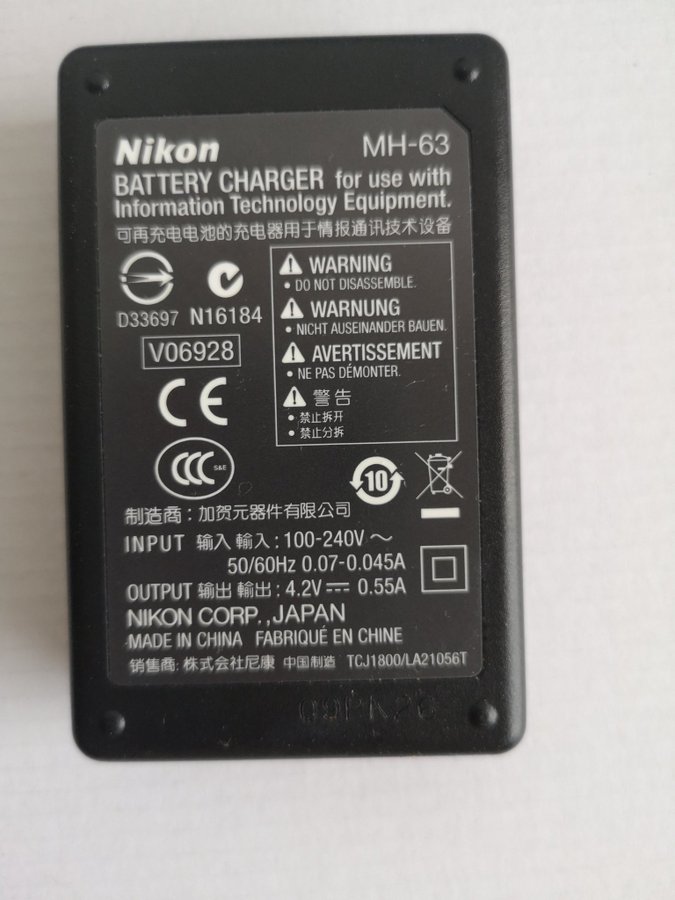 Nikon MH-63
BATTERY CHARGER for use with
Information Technology Equipment.
可再充电电池的充电器用于情报通讯技术设备
D33697 N16184
V06928
CE
CCC S&E
WARNING
• DO NOT DISASSEMBLE.
WARNUNG
• NICHT AUSEINANDER BAUEN.
AVERTISSEMENT
• NE PAS DÉMONTER.
警告
• 禁止拆开
• 禁止分拆
10
制造商：加贺元器件有限公司
INPUT 输入 輸入 : 100-240V ～
50/60Hz 0.07-0.045A
OUTPUT 输出 輸出 : 4.2V ⎓ 0.55A
NIKON CORP.,JAPAN
MADE IN CHINA FABRIQUÉ EN CHINE
销售商: 株式会社尼康 中国制造 TCJ1800/LA21056T